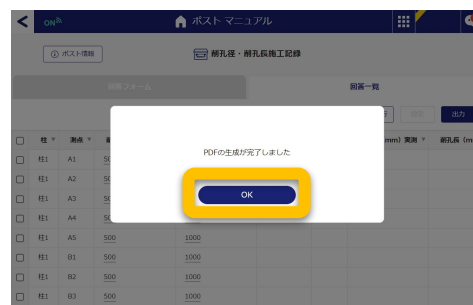 ON
ポスト マニュアル
ポスト情報
削孔径・削孔長施工記録
回答フォーム
回答一覧
出力
柱 測点 mm) 実測 削孔長 (m
PDFの生成が完了しました
OK
柱1 A1 50
柱1 A2 50
柱1 A3 50
柱1 A4 50
柱1 A5 500 1000
柱1 B1 500 1000
柱1 B2 500 1000
柱1 B3 500 1000